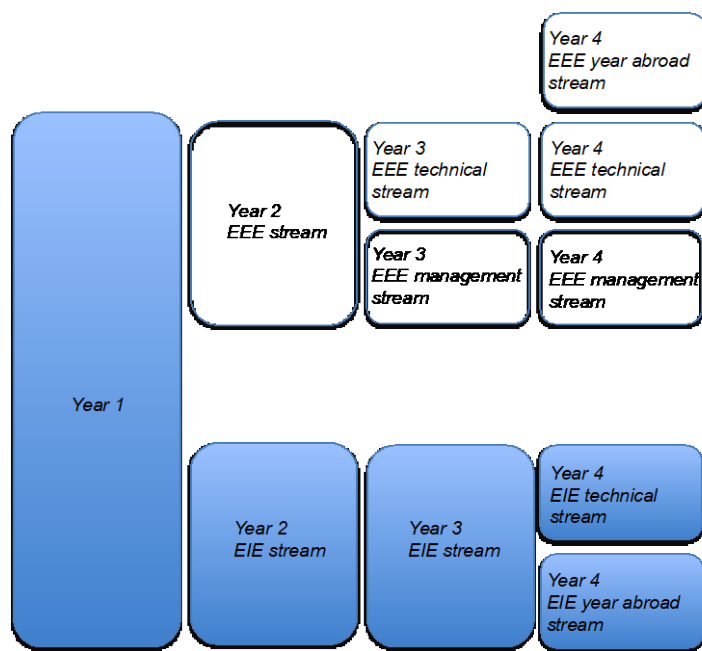 Year 4
EEE year abroad
stream
Year 3
EEE technical
stream
Year 4
EEE technical
stream
Year 2
EEE stream
Year 3
EEE management
stream
Year 4
EEE management
stream
Year 1
Year 2
EIE stream
Year 3
EIE stream
Year 4
EIE technical
stream
Year 4
EIE year abroad
stream